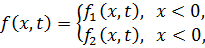 f(x,t) = { f₁(x,t), x < 0,
f₂(x,t), x < 0,